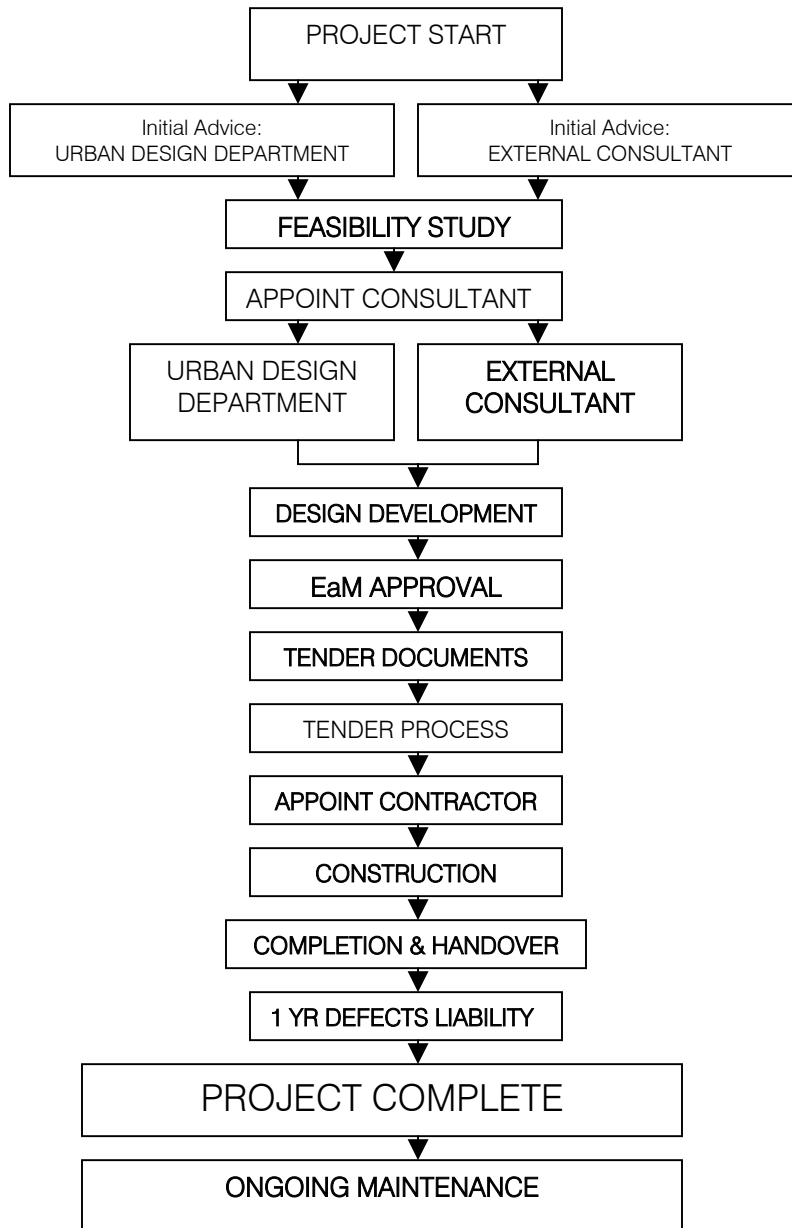 PROJECT START
Initial Advice:
URBAN DESIGN DEPARTMENT
Initial Advice:
EXTERNAL CONSULTANT
FEASIBILITY STUDY
APPOINT CONSULTANT
URBAN DESIGN
DEPARTMENT
EXTERNAL
CONSULTANT
DESIGN DEVELOPMENT
EaM APPROVAL
TENDER DOCUMENTS
TENDER PROCESS
APPOINT CONTRACTOR
CONSTRUCTION
COMPLETION & HANDOVER
1 YR DEFECTS LIABILITY
PROJECT COMPLETE
ONGOING MAINTENANCE